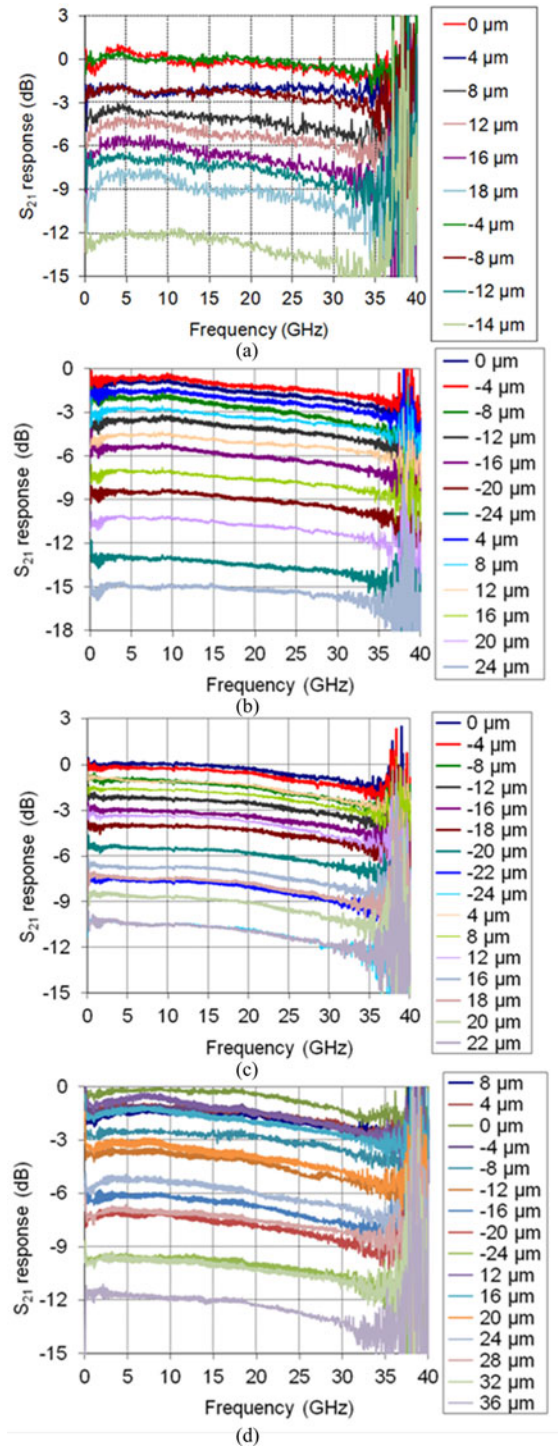 3
0
-3
-6
-9
-12
-15
0 5 10 15 20 25 30 35 40
S21 response (dB)
Frequency (GHz)
0 µm
4 µm
8 µm
12 µm
16 µm
18 µm
-4 µm
-8 µm
-12 µm
-14 µm
(a)
0
-3
-6
-9
-12
-15
-18
0 5 10 15 20 25 30 35 40
S21 response (dB)
Frequency (GHz)
0 µm
-4 µm
-8 µm
-12 µm
-16 µm
-20 µm
-24 µm
4 µm
8 µm
12 µm
16 µm
20 µm
24 µm
(b)
3
0
-3
-6
-9
-12
-15
0 5 10 15 20 25 30 35 40
S21 response (dB)
Frequency (GHz)
0 µm
-4 µm
-8 µm
-12 µm
-16 µm
-18 µm
-20 µm
-22 µm
-24 µm
4 µm
8 µm
12 µm
16 µm
18 µm
20 µm
22 µm
(c)
0
-3
-6
-9
-12
-15
0 5 10 15 20 25 30 35 40
S21 response (dB)
Frequency (GHz)
8 µm
4 µm
0 µm
-4 µm
-8 µm
-12 µm
-16 µm
-20 µm
-24 µm
12 µm
16 µm
20 µm
24 µm
28 µm
32 µm
36 µm
(d)